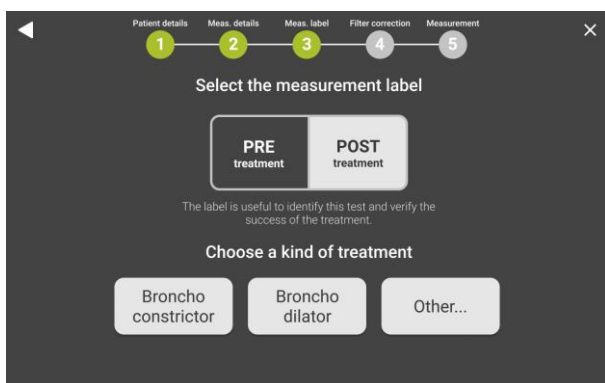 Patient details Meas. details Meas. label Filter correction Measurement
1 2 3 4 5
Select the measurement label
PRE POST
treatment treatment
The label is useful to identify this test and verify the
success of the treatment.
Choose a kind of treatment
Broncho Broncho Other...
constrictor dilator